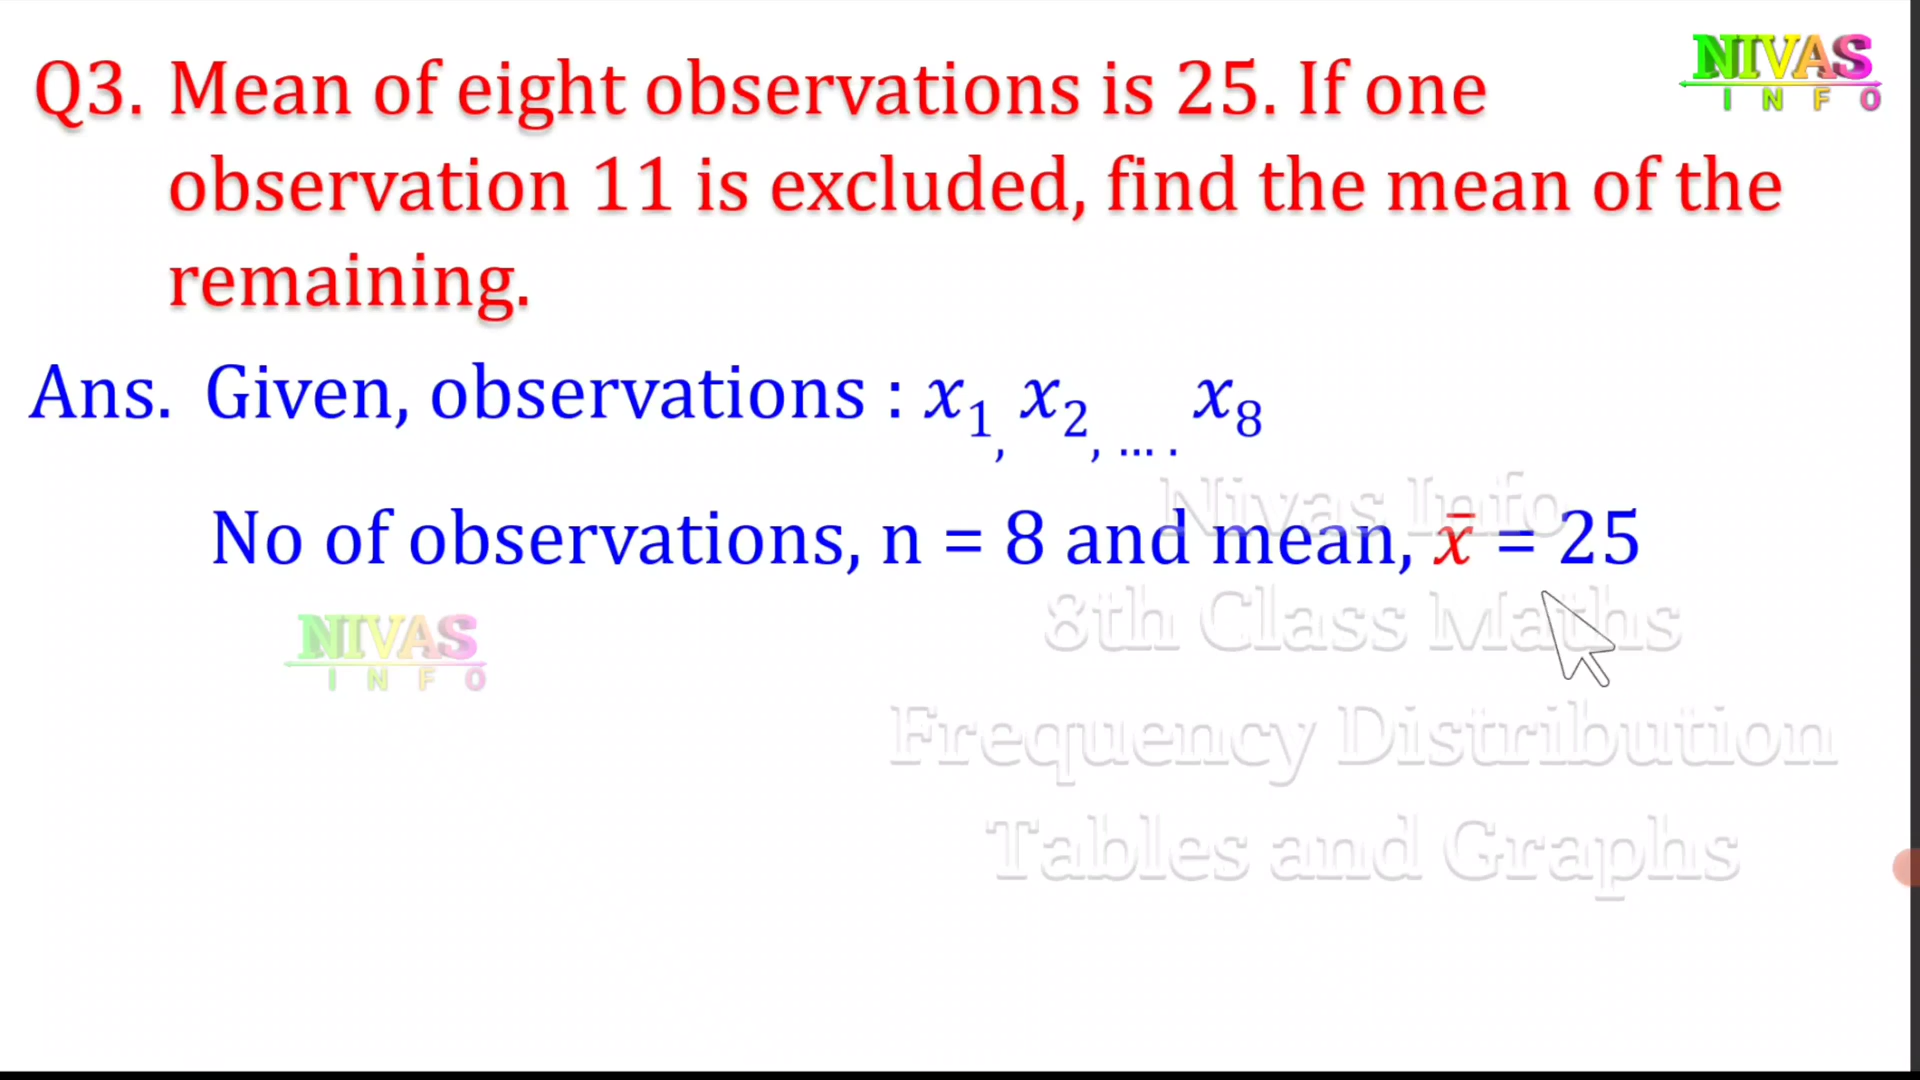 NIVAS
INFO
Q3. Mean of eight observations is 25. If one
observation 11 is excluded, find the mean of the
remaining.
Ans. Given, observations : x₁, x₂, ... . x₈
No of observations, n = 8 and mean, x̄ = 25
Nivas Info
8th Class Maths
Frequency Distribution
Tables and Graphs
NIVAS
INFO